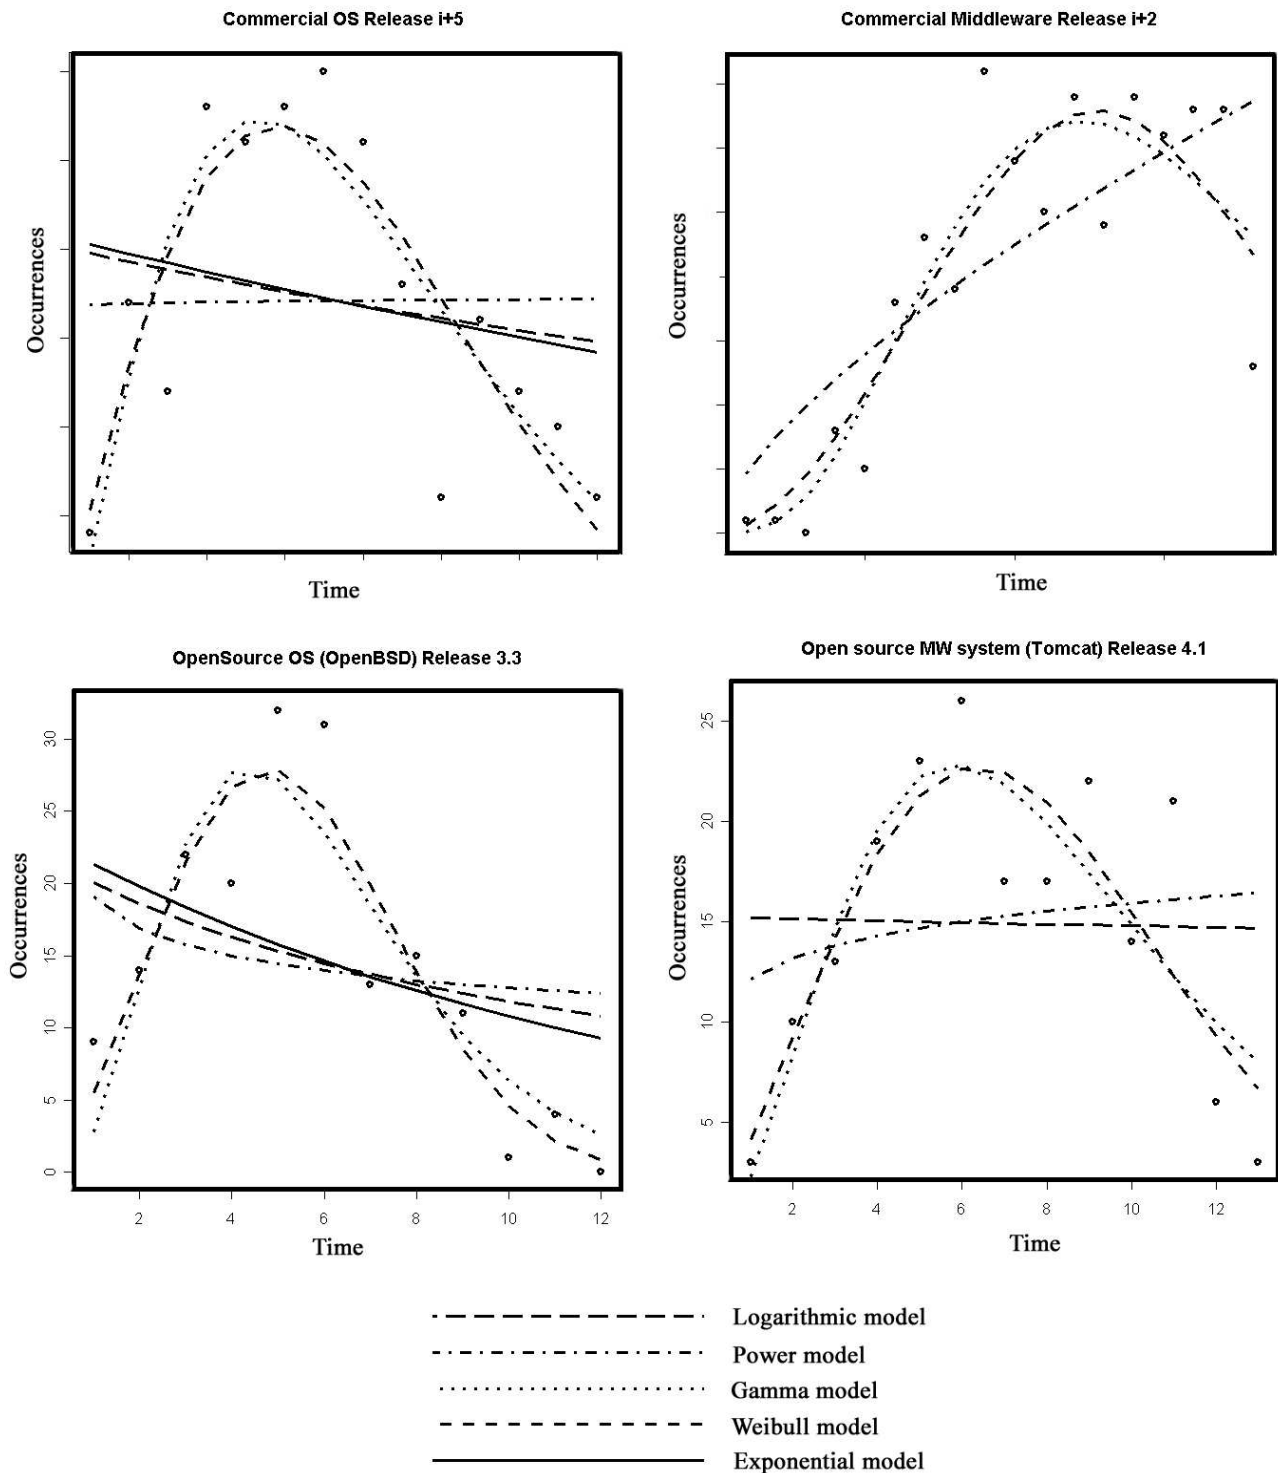 Commercial OS Release i+5
Commercial Middleware Release i+2
Occurrences
Time
Occurrences
Time
OpenSource OS (OpenBSD) Release 3.3
Open source MW system (Tomcat) Release 4.1
Occurrences
30
25
20
15
10
5
0
2 4 6 8 10 12
Time
Occurrences
25
20
15
10
5
2 4 6 8 10 12
Time
Logarithmic model
Power model
Gamma model
Weibull model
Exponential model